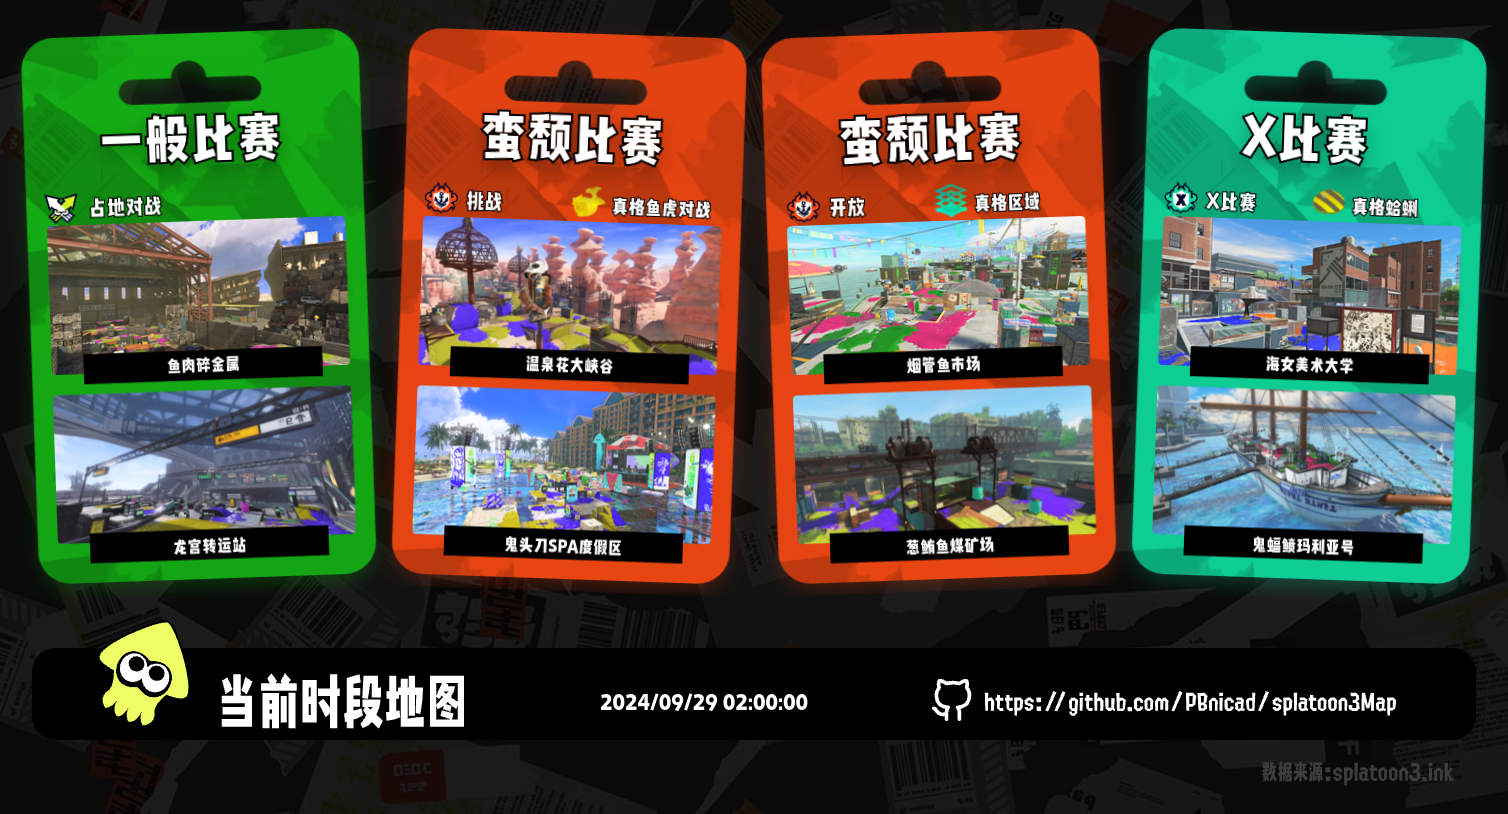 一般比赛
占地对战
鱼肉碎金属
龙宫转运站
蛮颓比赛
挑战
真格鱼虎对战
温泉花大峡谷
鬼头刀SPA度假区
蛮颓比赛
开放
真格区域
烟管鱼市场
葱鲔鱼煤矿场
X比赛
X比赛
真格蛤蜊
海女美术大学
鬼蝠鲼玛利亚号
当前时段地图
2024/09/29 02:00:00
https://github.com/PBnicad/splatoon3Map
数据来源:splatoon3.ink